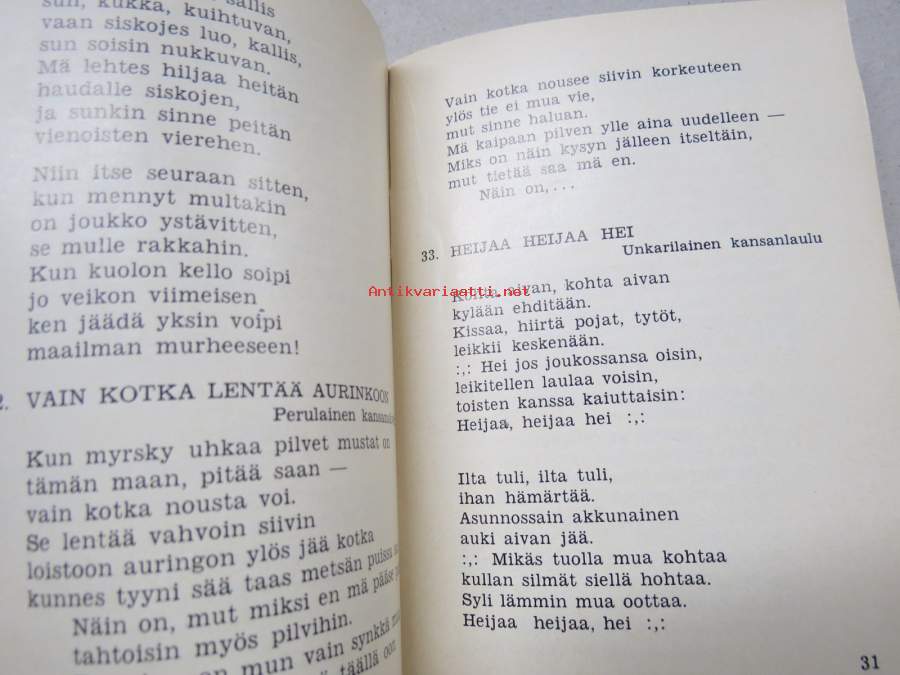 sun, kukka, kuihtuvan,
vaan siskojes luo, kallis,
sun soisin nukkuvan.
Mä lehtes hiljaa heitän
haudalle siskojen,
ja sunkin sinne peitän
vienoisten vierehen.
Niin itse seuraan sitten,
kun mennyt multakin
on joukko ystävitten,
se mulle rakkahin.
Kun kuolon kello soipi
jo veikon viimeisen
ken jäädä yksin voipi
maailman murheeseen!
VAIN KOTKA LENTÄÄ AURINKOON
Perulainen
Kun myrsky uhkaa pilvet mustat on
tämän maan, pitää saan —
vain kotka nousta voi.
Se lentää vahvoin siivin
loistoon auringon ylös jää kotka
kunnes tyyni sää taas metsän puissa
Näin on, mut miksi en mä pääse
tahtoisin myös pilvihin.
mun vain synkkä
täällä oon
Vain kotka nousee siivin korkeuteen
ylös tie ei mua vie,
mut sinne haluan.
Mä kaipaan pilven ylle aina uudelleen —
Miks on näin kysyn jälleen itseltäin,
mut tietää saa mä en.
Näin on,...
33. HEIJAA HEIJAA HEI
Unkarilainen kansanlaulu
Antikvariaatti.net
Kohta aivan, kohta aivan
kylään ehditään.
Kissaa, hiirtä pojat, tytöt,
leikkii keskenään.
:,: Hei jos joukossansa oisin,
leikitellen laulaa voisin,
toisten kanssa kaiuttaisin:
Heijaa, heijaa hei :,:
Ilta tuli, ilta tuli,
ihan hämärtää.
Asunnossain akkunainen
auki aivan jää.
:,: Mikäs tuolla mua kohtaa
kullan silmät siellä hohtaa.
Syli lämmin mua oottaa.
Heijaa heijaa, hei :,:
31